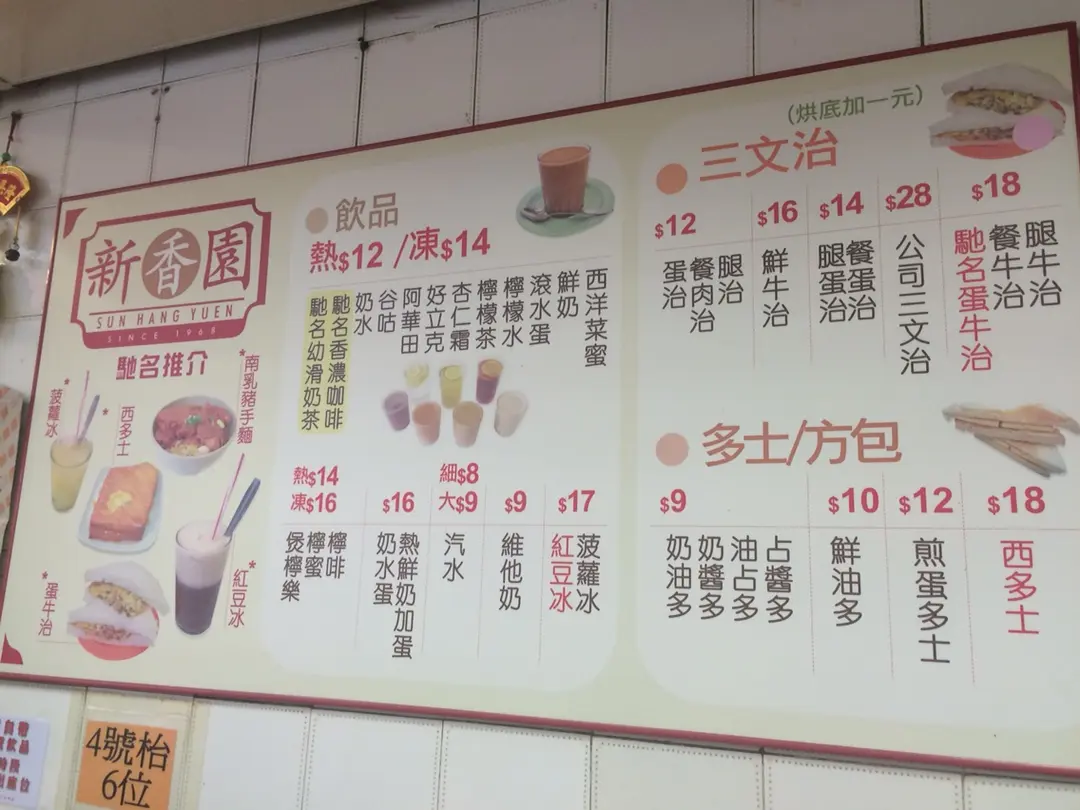 新香園
SUN HANG YUEN
SINCE 1968
馳名推介
*菠蘿冰
*西多士
*南乳豬手麵
*蛋牛治
*紅豆冰
飲品
熱$12 /凍$14
西洋菜蜜
鮮奶
滾水蛋
檸檬水
檸檬茶
杏仁霜
好立克
阿華田
谷咕
奶水
馳名香濃咖啡
馳名幼滑奶茶
熱$14
凍$16
檸啡
檸蜜
煲檸樂
$16
熱鮮奶加蛋
奶水蛋
細$8
大$9
汽水
$9
維他奶
$17
菠蘿冰
紅豆冰
(烘底加一元)
三文治
$12
腿治
餐肉治
蛋治
$16
鮮牛治
$14
餐蛋治
腿蛋治
$28
公司三文治
$18
腿牛治
餐牛治
馳名蛋牛治
多士/方包
$9
占醬多
油占多
奶醬多
奶油多
$10
鮮油多
$12
煎蛋多士
$18
西多士
4號枱
6位